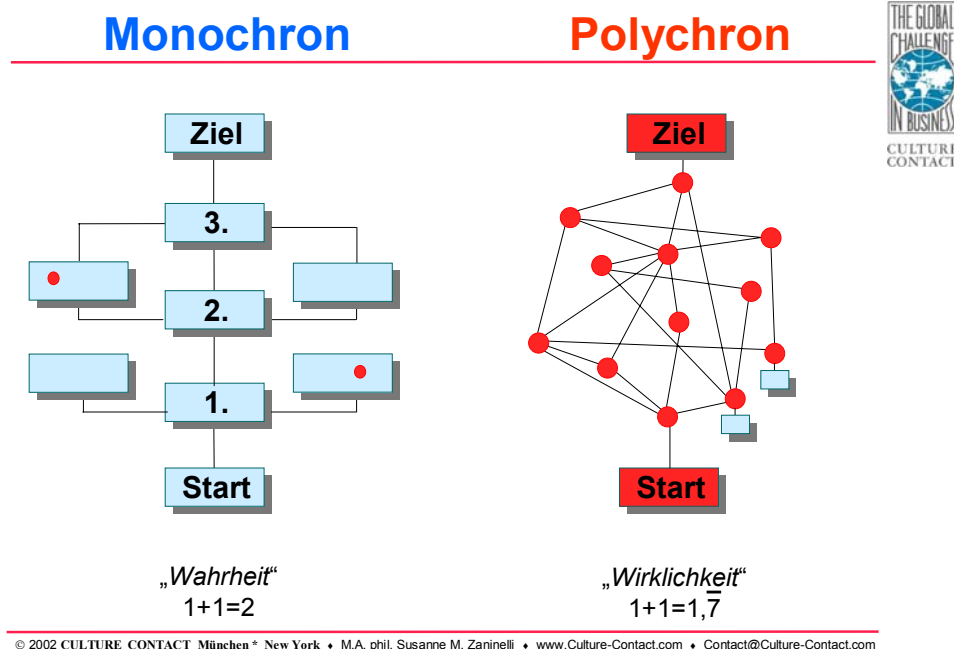 Monochron
Polychron
THE GLOBAL
CHALLENGE
IN BUSINESS
CULTURE
CONTACT
Ziel
3.
2.
1.
Start
Ziel
Start
„Wahrheit“
1+1=2
„Wirklichkeit“
1+1=1,7̅
© 2002 CULTURE CONTACT München * New York ♦ M.A. phil. Susanne M. Zaninelli ♦ www.Culture-Contact.com ♦ Contact@Culture-Contact.com